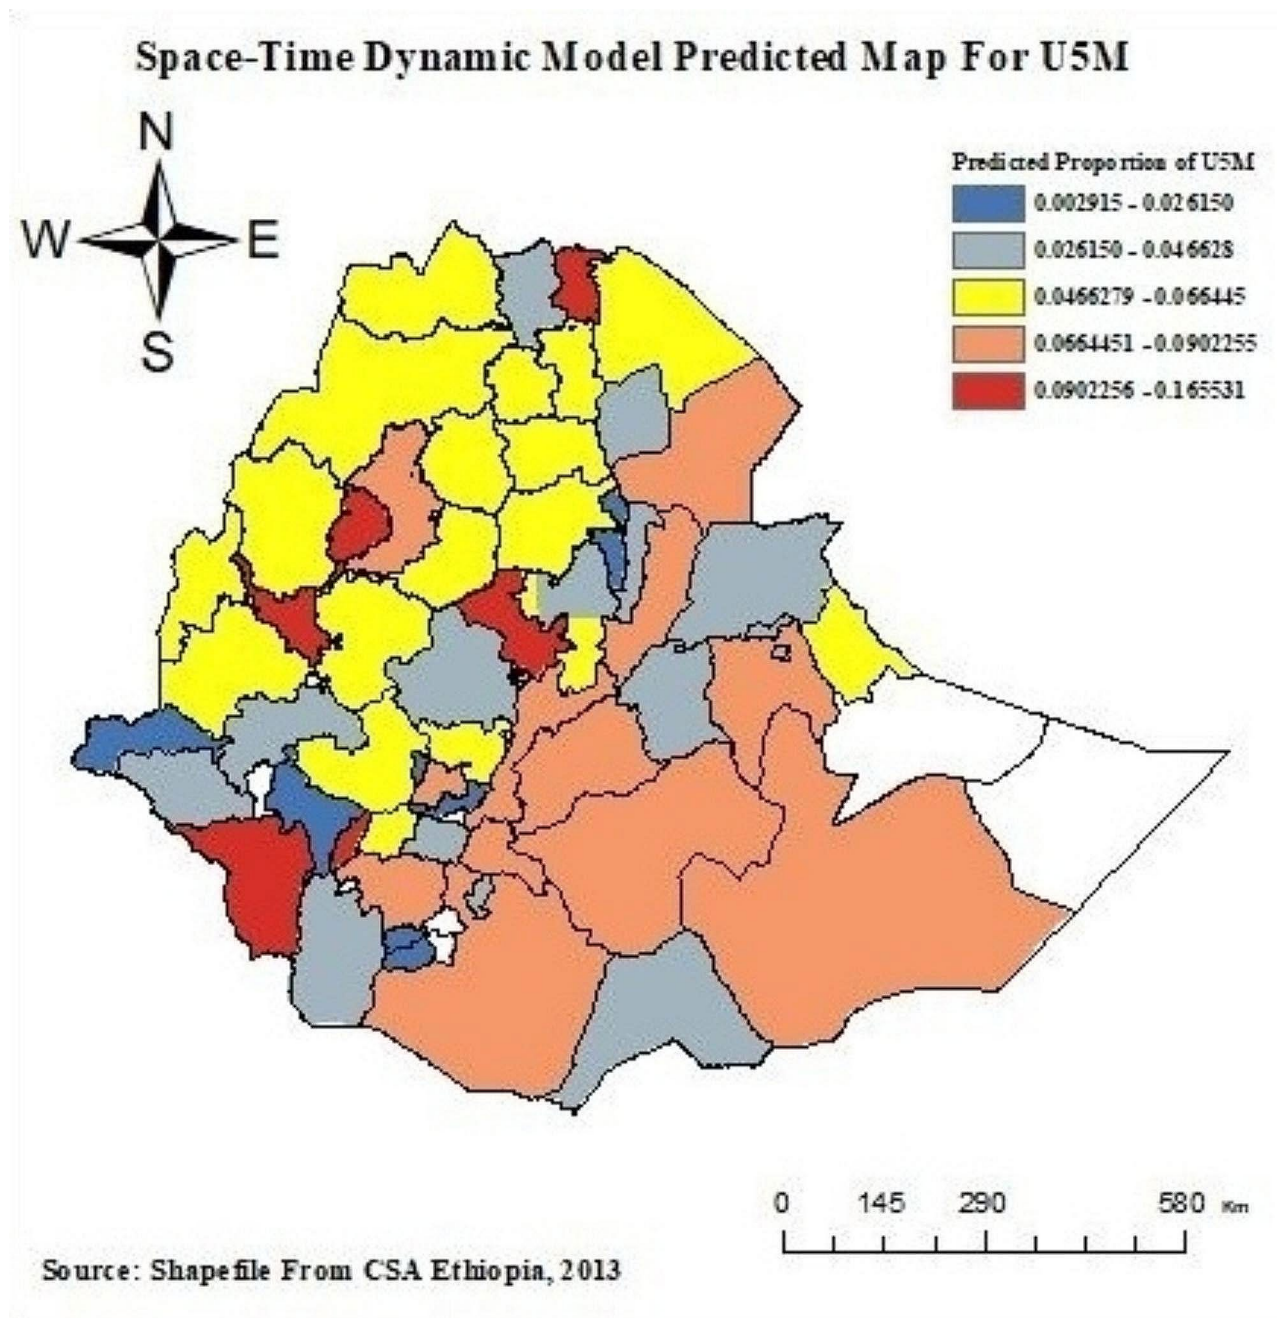 Space-Time Dynamic Model Predicted Map For U5M
N
W E
S
Predicted Proportion of U5M
0.002915 - 0.026150
0.026150 - 0.046628
0.0466279 - 0.066445
0.0664451 - 0.0902255
0.0902256 - 0.165531
0 145 290 580 Km
Source: Shapefile From CSA Ethiopia, 2013